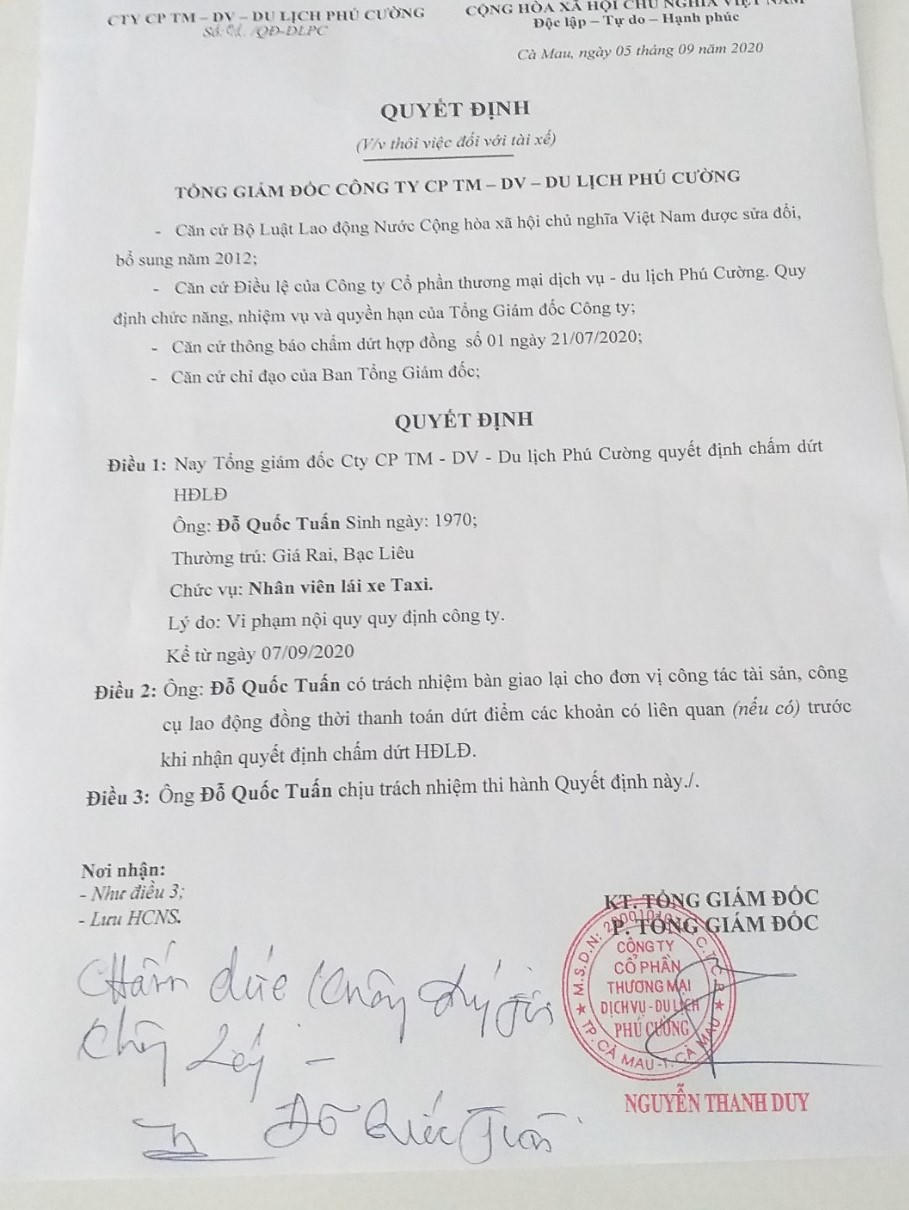 CTY CP TM – DV – DU LỊCH PHÚ CƯỜNG
CỘNG HÒA XÃ HỘI CHỦ NGHĨA VIỆT NAM
Số: /QĐ-DLPC
Độc lập – Tự do – Hạnh phúc
Cà Mau, ngày 05 tháng 09 năm 2020
QUYẾT ĐỊNH
(V/v thôi việc đối với tài xế)
TỔNG GIÁM ĐỐC CÔNG TY CP TM – DV – DU LỊCH PHÚ CƯỜNG
- Căn cứ Bộ Luật Lao động Nước Cộng hòa xã hội chủ nghĩa Việt Nam được sửa đổi,
bổ sung năm 2012;
- Căn cứ Điều lệ của Công ty Cổ phần thương mại dịch vụ - du lịch Phú Cường. Quy
định chức năng, nhiệm vụ và quyền hạn của Tổng Giám đốc Công ty;
- Căn cứ thông báo chấm dứt hợp đồng số 01 ngày 21/07/2020;
- Căn cứ chỉ đạo của Ban Tổng Giám đốc;
QUYẾT ĐỊNH
Điều 1: Nay Tổng giám đốc Cty CP TM - DV - Du lịch Phú Cường quyết định chấm dứt
HĐLĐ
Ông: Đỗ Quốc Tuấn Sinh ngày: 1970;
Thường trú: Giá Rai, Bạc Liêu
Chức vụ: Nhân viên lái xe Taxi.
Lý do: Vi phạm nội quy quy định công ty.
Kể từ ngày 07/09/2020
Điều 2: Ông: Đỗ Quốc Tuấn có trách nhiệm bàn giao lại cho đơn vị công tác tài sản, công
cụ lao động đồng thời thanh toán dứt điểm các khoản có liên quan (nếu có) trước
khi nhận quyết định chấm dứt HĐLĐ.
Điều 3: Ông Đỗ Quốc Tuấn chịu trách nhiệm thi hành Quyết định này./.
Nơi nhận:
- Như điều 3;
- Lưu HCNS.
KT. TỔNG GIÁM ĐỐC
P. TỔNG GIÁM ĐỐC
CÔNG TY
CỔ PHẦN
THƯƠNG MẠI
DỊCH VỤ - DU LỊCH
PHÚ CƯỜNG
TP. CÀ MAU - T. CÀ MAU
NGUYỄN THANH DUY
Chấm dứt không
Đỗ Quốc Tuấn